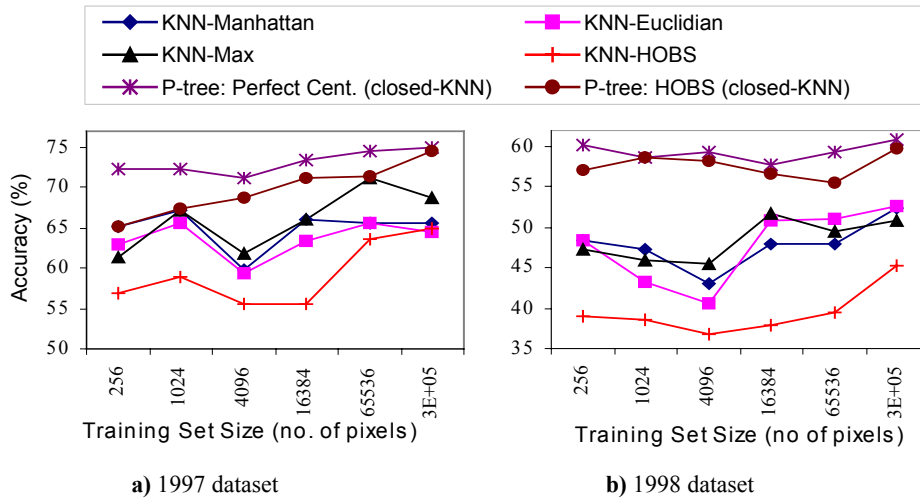 KNN-Manhattan
KNN-Euclidian
KNN-Max
KNN-HOBS
P-tree: Perfect Cent. (closed-KNN)
P-tree: HOBS (closed-KNN)
Accuracy (%)
75
70
65
60
55
50
256
1024
4096
16384
65536
3E+05
Training Set Size (no. of pixels)
a) 1997 dataset
60
55
50
45
40
35
256
1024
4096
16384
65536
3E+05
Training Set Size (no of pixels)
b) 1998 dataset